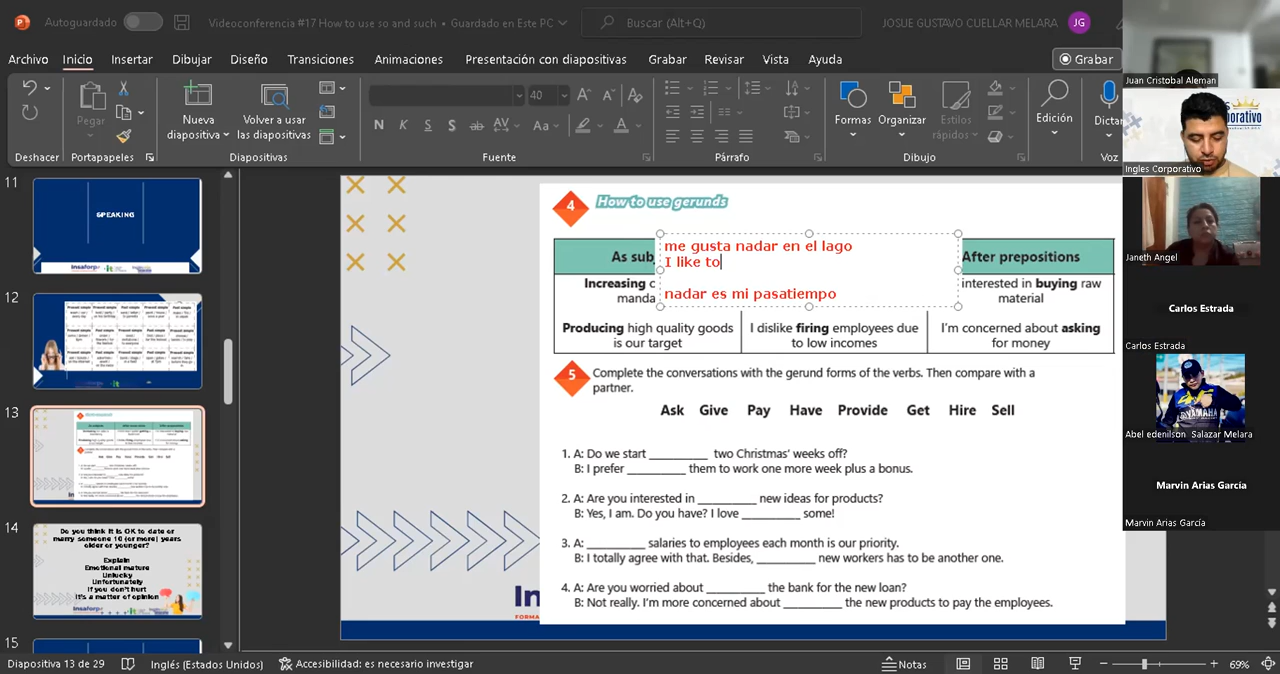 Autoguardado
Videoconferencia #17 How to use so and such • Guardado en Este PC
Buscar (Alt+Q)
JOSUE GUSTAVO CUELLAR MELARA
JG
Archivo Inicio Insertar Dibujar Diseño Transiciones Animaciones Presentación con diapositivas Grabar Revisar Vista Ayuda
Grabar
Pegar
Nueva diapositiva
Volver a usar las diapositivas
40
N K S S ab AV Aa A
Formas
Organizar
Estilos rápidos
Edición
Dictar
Deshacer Portapapeles Diapositivas Fuente Párrafo Dibujo Voz
11
SPEAKING
12
13
14
Do you think it is OK to date or
marry someone 10 (or more) years
older or younger?
Explain
Emotional mature
Unlucky
Unfortunately
If you don't hurt
It's a matter of opinion
15
4 How to use gerunds
me gusta nadar en el lago
I like to
nadar es mi pasatiempo
As sub
After prepositions
Increasing
manda
interested in buying raw
material
Producing high quality goods
is our target
I dislike firing employees due
to low incomes
I'm concerned about asking
for money
5 Complete the conversations with the gerund forms of the verbs. Then compare with a
partner.
Ask Give Pay Have Provide Get Hire Sell
1. A: Do we start __________ two Christmas' weeks off?
B: I prefer __________ them to work one more week plus a bonus.
2. A: Are you interested in __________ new ideas for products?
B: Yes, I am. Do you have? I love __________ some!
3. A: __________ salaries to employees each month is our priority.
B: I totally agree with that. Besides, __________ new workers has to be another one.
4. A: Are you worried about __________ the bank for the new loan?
B: Not really. I'm more concerned about __________ the new products to pay the employees.
In
Juan Cristobal Aleman
Ingles Corporativo
Janeth Angel
Carlos Estrada
Carlos Estrada
Abel edenilson Salazar Melara
Marvin Arias García
Marvin Arias García
Diapositiva 13 de 29
Inglés (Estados Unidos)
Accesibilidad: es necesario investigar
Notas
69%